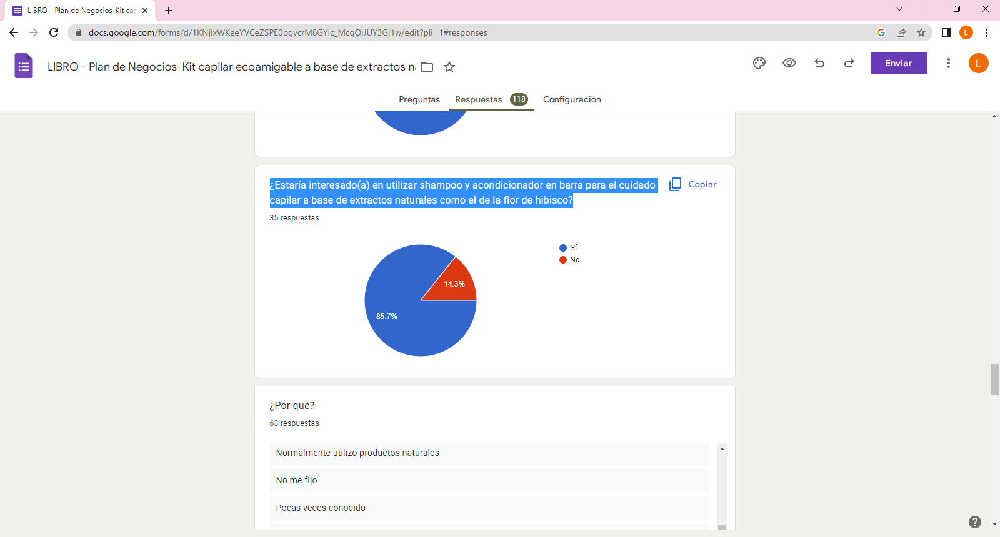 LIBRO - Plan de Negocios-Kit cap
docs.google.com/forms/d/1KNjlxWKeeYVCeZSPE0pgvcrM8GYic_McqOjJUY3Gj1w/edit?pli=1#responses
L
LIBRO - Plan de Negocios-Kit capilar ecoamigable a base de extractos n
Enviar
L
Preguntas
Respuestas 118
Configuración
¿Estaría interesado(a) en utilizar shampoo y acondicionador en barra para el cuidado
capilar a base de extractos naturales como el de la flor de hibisco?
Copiar
35 respuestas
Sí
No
14.3%
85.7%
¿Por qué?
63 respuestas
Normalmente utilizo productos naturales
No me fijo
Pocas veces conocido